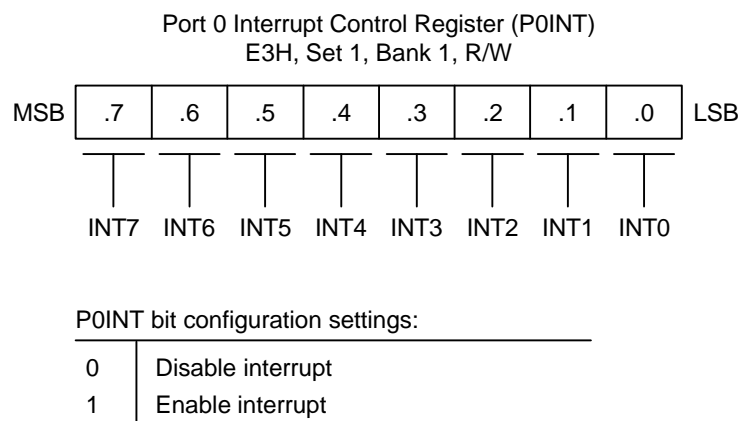 Port 0 Interrupt Control Register (P0INT)
E3H, Set 1, Bank 1, R/W
MSB .7 .6 .5 .4 .3 .2 .1 .0 LSB
INT7 INT6 INT5 INT4 INT3 INT2 INT1 INT0
P0INT bit configuration settings:
0 Disable interrupt
1 Enable interrupt